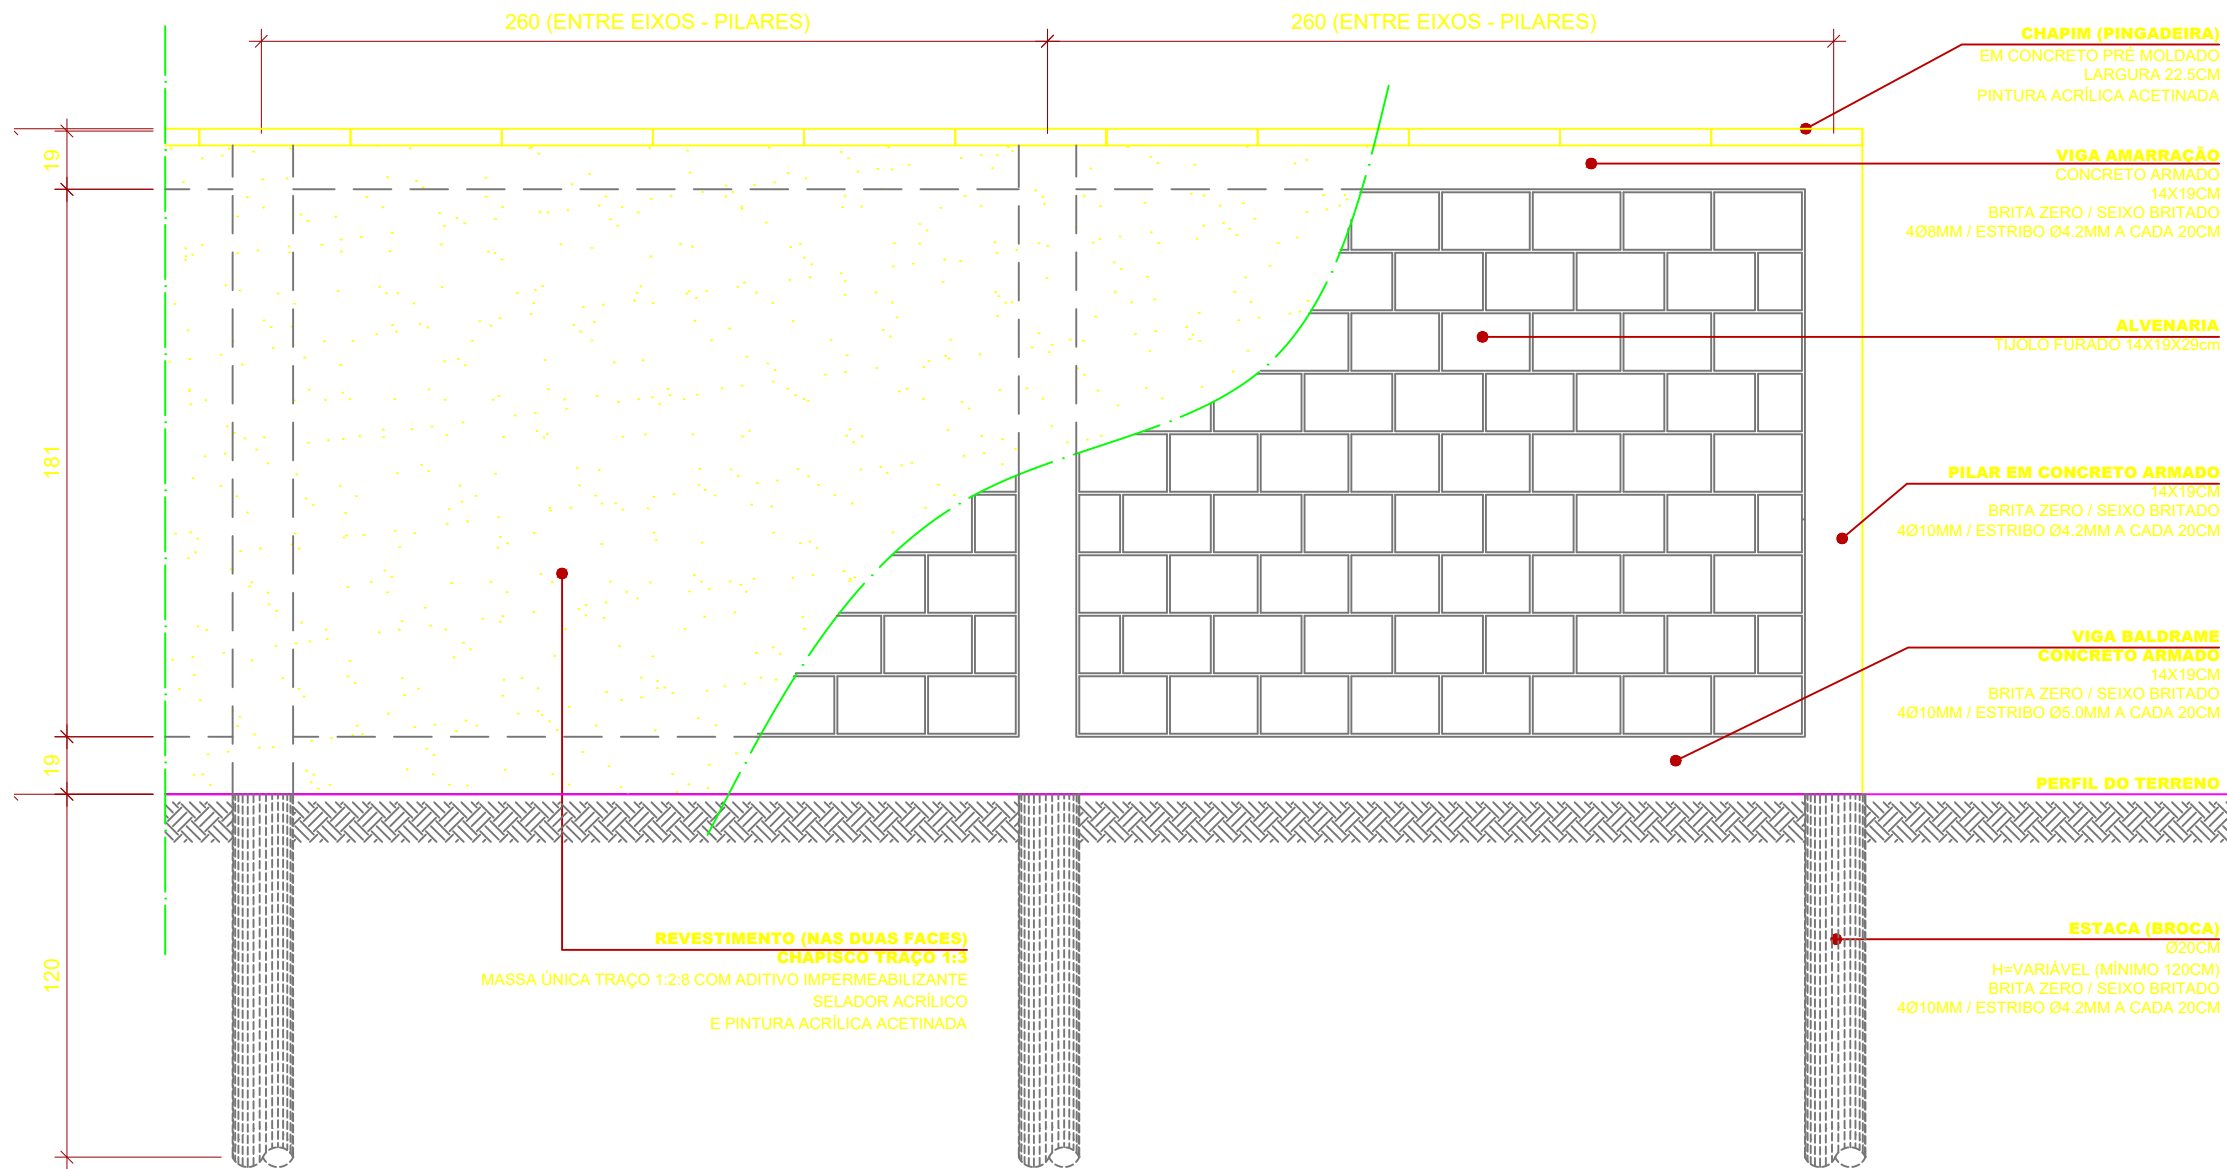 260 (ENTRE EIXOS - PILARES)
260 (ENTRE EIXOS - PILARES)
CHAPIM (PINGADEIRA)
EM CONCRETO PRÉ MOLDADO
LARGURA 22.5CM
PINTURA ACRÍLICA ACETINADA
19
VIGA AMARRAÇÃO
CONCRETO ARMADO
14X19CM
BRITA ZERO / SEIXO BRITADO
4Ø8MM / ESTRIBO Ø4.2MM A CADA 20CM
ALVENARIA
TIJOLO FURADO 14X19X29cm
181
PILAR EM CONCRETO ARMADO
14X19CM
BRITA ZERO / SEIXO BRITADO
4Ø10MM / ESTRIBO Ø4.2MM A CADA 20CM
VIGA BALDRAME
CONCRETO ARMADO
14X19CM
BRITA ZERO / SEIXO BRITADO
4Ø10MM / ESTRIBO Ø5.0MM A CADA 20CM
19
PERFIL DO TERRENO
120
REVESTIMENTO (NAS DUAS FACES)
CHAPISCO TRAÇO 1:3
MASSA ÚNICA TRAÇO 1:2:8 COM ADITIVO IMPERMEABILIZANTE
SELADOR ACRÍLICO
E PINTURA ACRÍLICA ACETINADA
ESTACA (BROCA)
Ø20CM
H=VARIÁVEL (MÍNIMO 120CM)
BRITA ZERO / SEIXO BRITADO
4Ø10MM / ESTRIBO Ø4.2MM A CADA 20CM